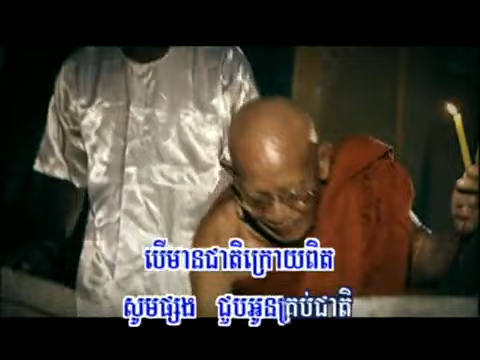 បើមានជាតិក្រោយពិត
សូមផ្សង ជួបអូនគ្រប់ជាតិ